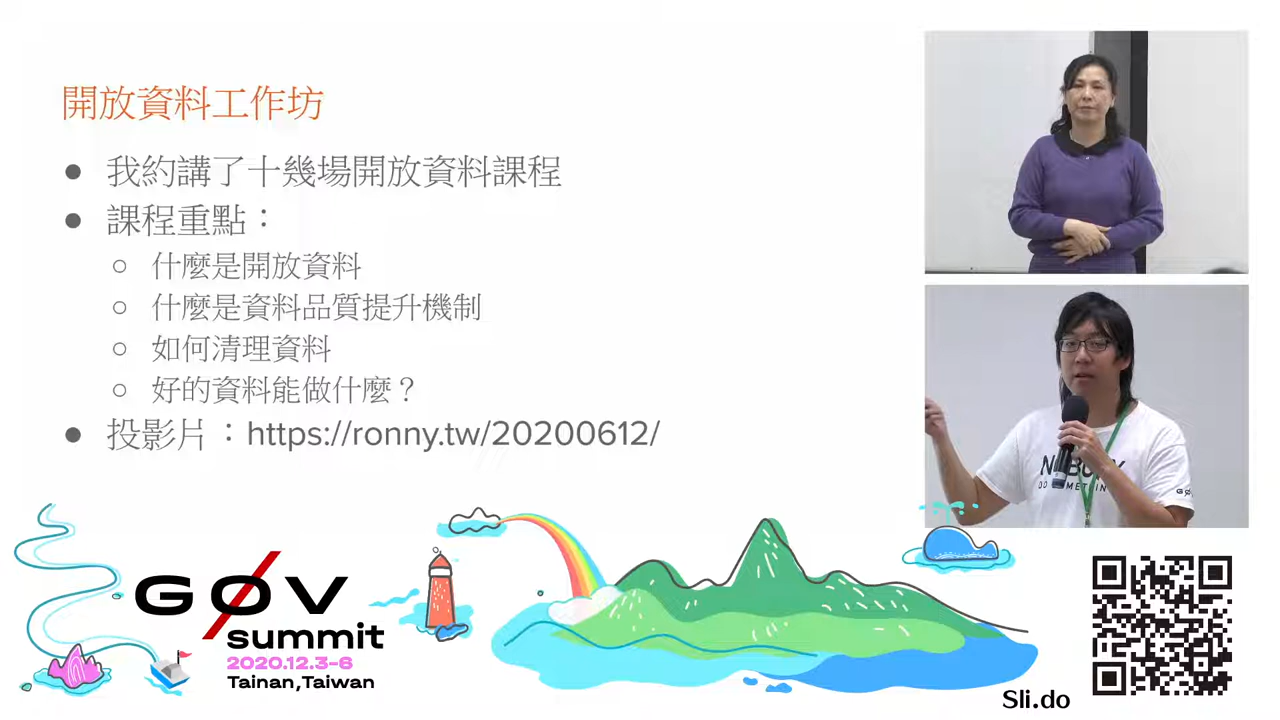 開放資料工作坊
● 我約講了十幾場開放資料課程
● 課程重點：
○ 什麼是開放資料
○ 什麼是資料品質提升機制
○ 如何清理資料
○ 好的資料能做什麼？
● 投影片：https://ronny.tw/20200612/
GØV
summit
2020.12.3-6
Tainan,Taiwan
Sli.do